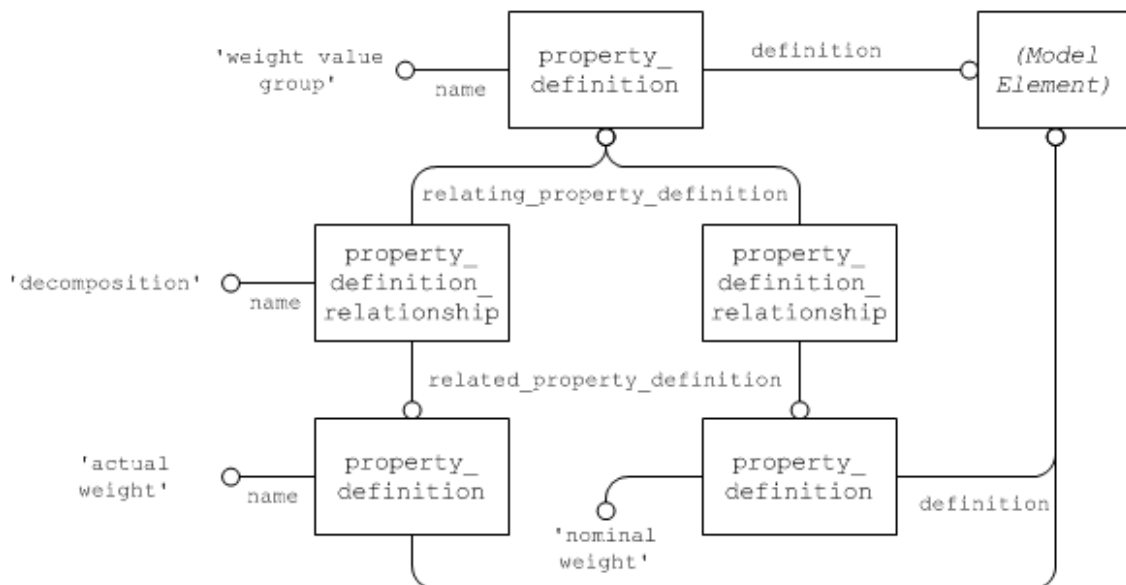 'weight value
group'
name
property_
definition
definition
(Model
Element)
relating_property_definition
'decomposition'
name
property_
definition_
relationship
property_
definition_
relationship
related_property_definition
'actual
weight'
name
property_
definition
'nominal
weight'
property_
definition
definition